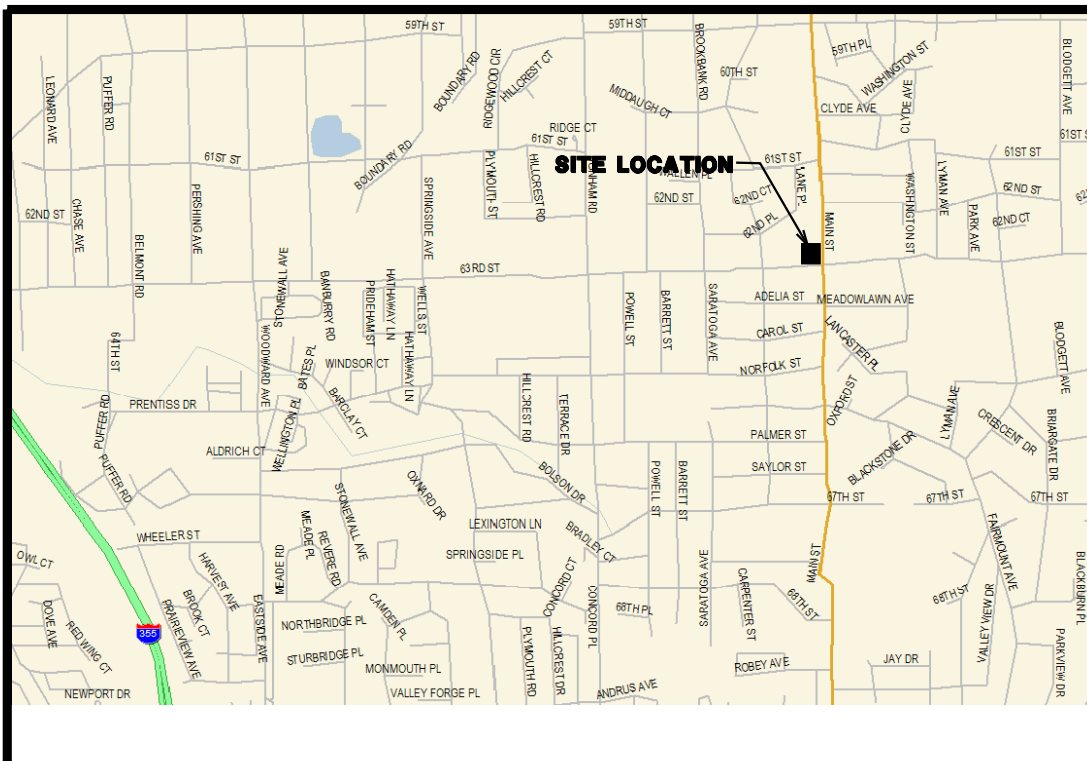 59TH ST
59TH ST
BROOKBANK RD
59TH PL
WASHINGTON ST
BLODGETT AVE
LEONARD AVE
PUFFER RD
BOUNDARY RD
RIDGEWOOD CIR
HILLCREST CT
60TH ST
MIDDAUGH CT
CLYDE AVE
CLYDE AVE
RIDGE CT
61ST ST
61ST ST
61ST ST
BOUNDARY RD
61ST ST
61ST ST
SITE LOCATION
PLYMOUTH ST
HILLCREST RD
LANE PL
SPRINGSIDE AVE
PERSHING AVE
62ND ST
CHASE AVE
62ND ST
62ND CT
62ND PL
MAIN ST
WASHINGTON ST
LYMAN AVE
PARK AVE
62ND ST
62ND CT
BELMONT RD
63RD ST
STONEWALL AVE
BANBURRY RD
PRIDEHAM ST
HATHAWAY LN
WELLS ST
POWELL ST
BARRETT ST
SARATOGA AVE
ADELIA ST
MEADOWLAWN AVE
64TH ST
WOODWARD AVE
BATES PL
WINDSOR CT
HATHAWAY LN
CAROL ST
LANCASTER PL
NORFOLK ST
BLODGETT AVE
PUFFER RD
PRENTISS DR
BARCLAY CT
HILLCREST RD
TERRACE DR
OXFORD ST
LYMAN AVE
CRESCENT DR
BRIARGATE DR
WELLINGTON PL
ALDRICH CT
PALMER ST
BLACKSTONE DR
PUFFER RD
OXNARD DR
BOLSON DR
POWELL ST
BARRETT ST
SAYLOR ST
67TH ST
67TH ST
67TH ST
STONEWALL AVE
MEADE PL
REVERE RD
LEXINGTON LN
BRADLEY CT
WHEELER ST
SPRINGSIDE PL
FAIRMOUNT AVE
OWL CT
HARVEST AVE
MEADE RD
CONCORD CT
SARATOGA AVE
MAIN ST
CARPENTER ST
68TH ST
68TH ST
BLACKBURN PL
DOVE AVE
RED WING CT
BROOK CT
PRAIRIEVIEW AVE
EASTSIDE AVE
CAMDEN PL
CONCORD PL
68TH PL
VALLEY VIEW DR
355
NORTHBRIDGE PL
STURBRIDGE PL
MONMOUTH PL
PLYMOUTH RD
HILLCREST DR
ROBEY AVE
JAY DR
PARKVIEW DR
NEWPORT DR
VALLEY FORGE PL
ANDRUS AVE